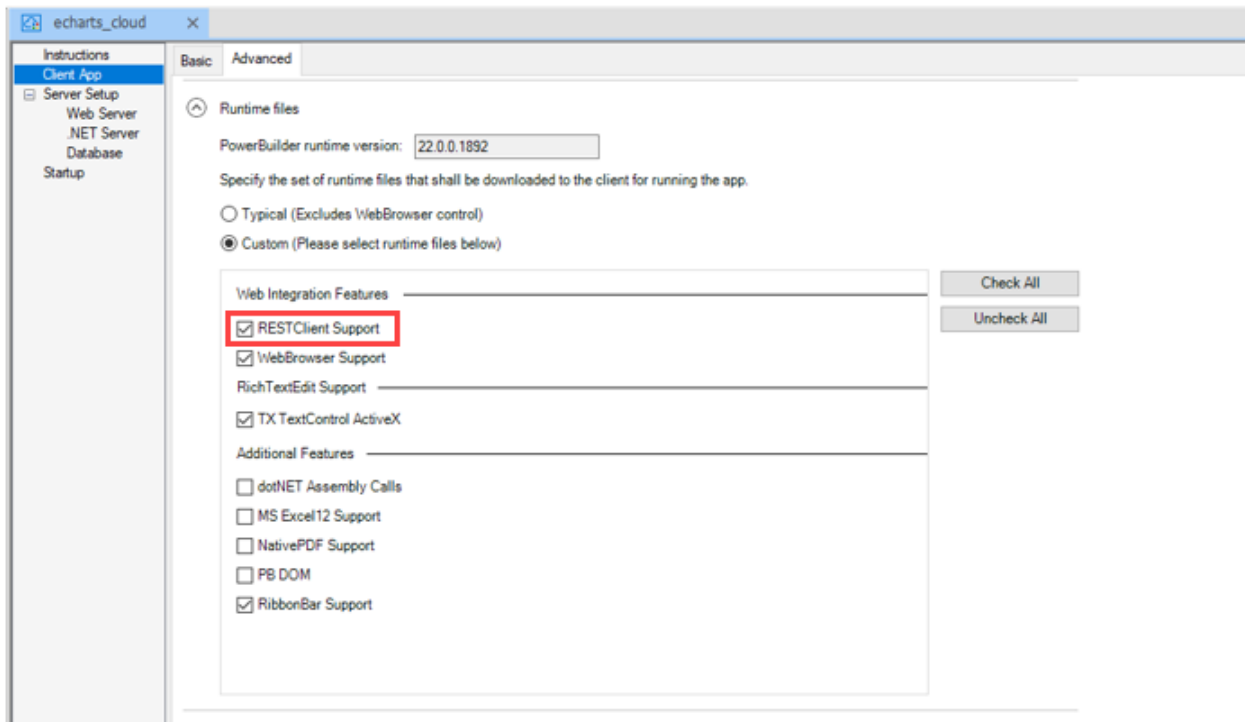 echarts_cloud
Instructions
Client App
Server Setup
Web Server
.NET Server
Database
Startup
Basic Advanced
Runtime files
PowerBuilder runtime version: 22.0.0.1892
Specify the set of runtime files that shall be downloaded to the client for running the app.
Typical (Excludes WebBrowser control)
Custom (Please select runtime files below)
Check All
Uncheck All
Web Integration Features
RESTClient Support
WebBrowser Support
RichTextEdit Support
TX TextControl ActiveX
Additional Features
dotNET Assembly Calls
MS Excel12 Support
NativePDF Support
PB DOM
RibbonBar Support